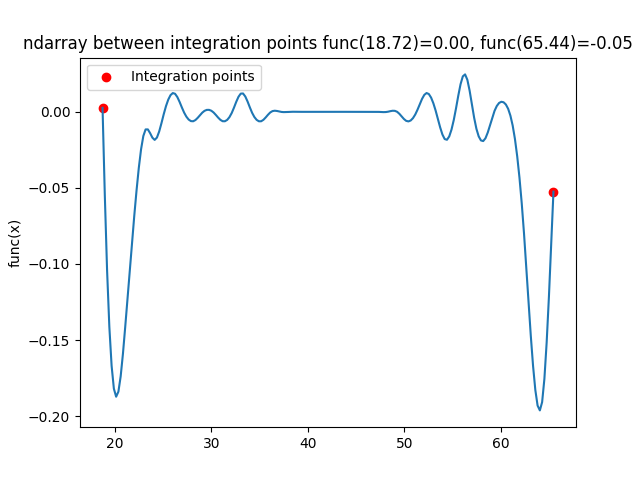 ndarray between integration points func(18.72)=0.00, func(65.44)=-0.05
Integration points
0.00
−0.05
−0.10
−0.15
−0.20
func(x)
20 30 40 50 60